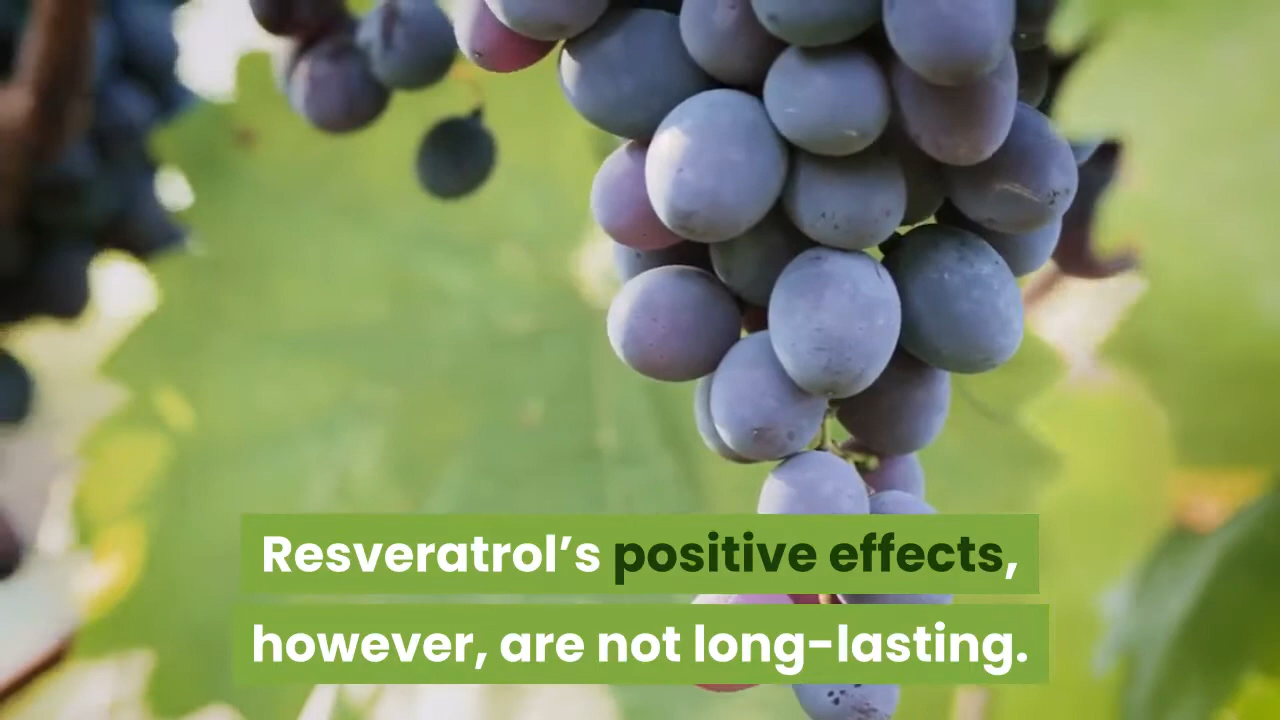 Resveratrol’s positive effects,
however, are not long-lasting.